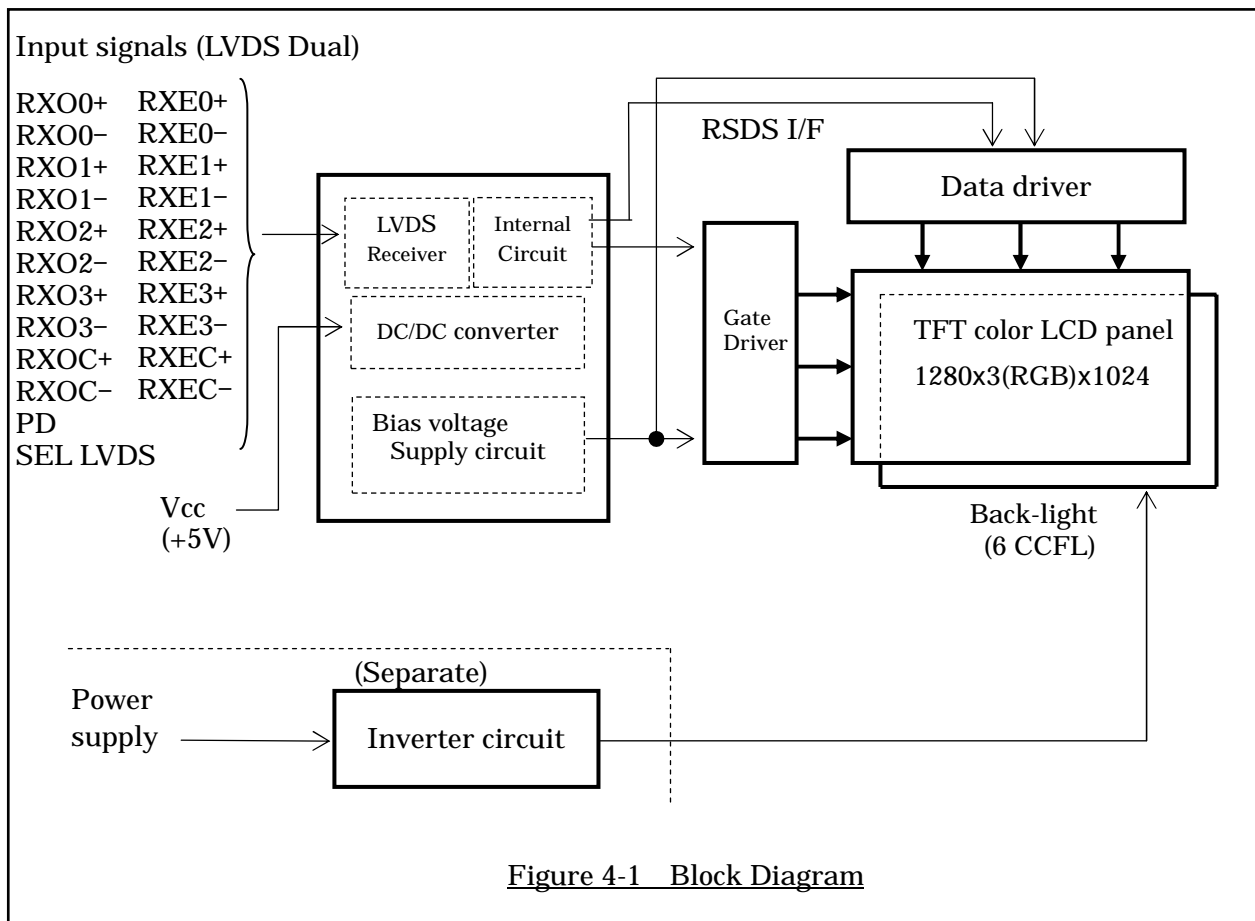 Input signals (LVDS Dual)
RXO0+ RXE0+
RXO0− RXE0−
RXO1+ RXE1+
RXO1− RXE1−
RXO2+ RXE2+
RXO2− RXE2−
RXO3+ RXE3+
RXO3− RXE3−
RXOC+ RXEC+
RXOC− RXEC−
PD
SEL LVDS
Vcc
(+5V)
LVDS
Receiver
Internal
Circuit
DC/DC converter
Bias voltage
Supply circuit
RSDS I/F
Data driver
Gate
Driver
TFT color LCD panel
1280x3(RGB)x1024
Back-light
(6 CCFL)
(Separate)
Power
supply
Inverter circuit
Figure 4-1 Block Diagram